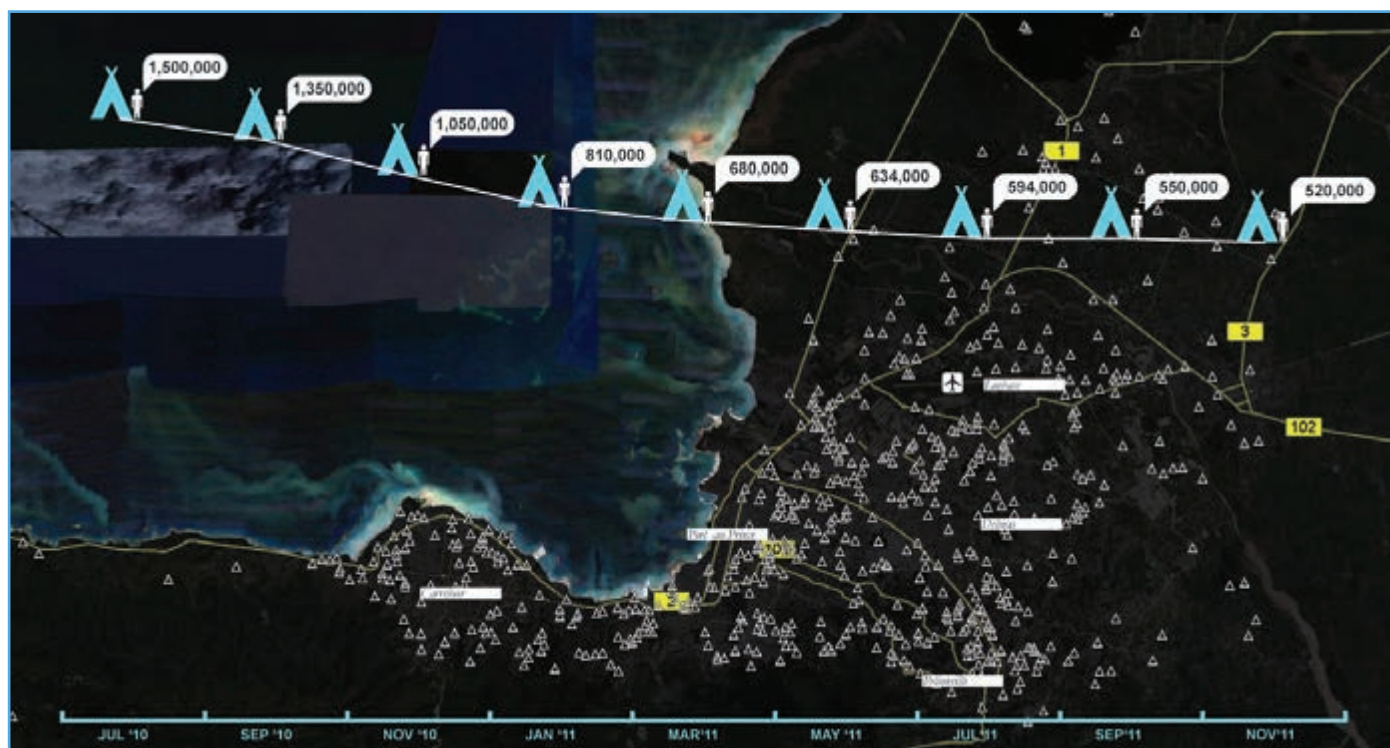 1,500,000
1,350,000
1,050,000
810,000
680,000
634,000
594,000
550,000
520,000
1
3
102
Port au Prince
Carrefour
JUL '10
SEP '10
NOV '10
JAN '11
MAR'11
MAY '11
JUL'11
SEP'11
NOV'11